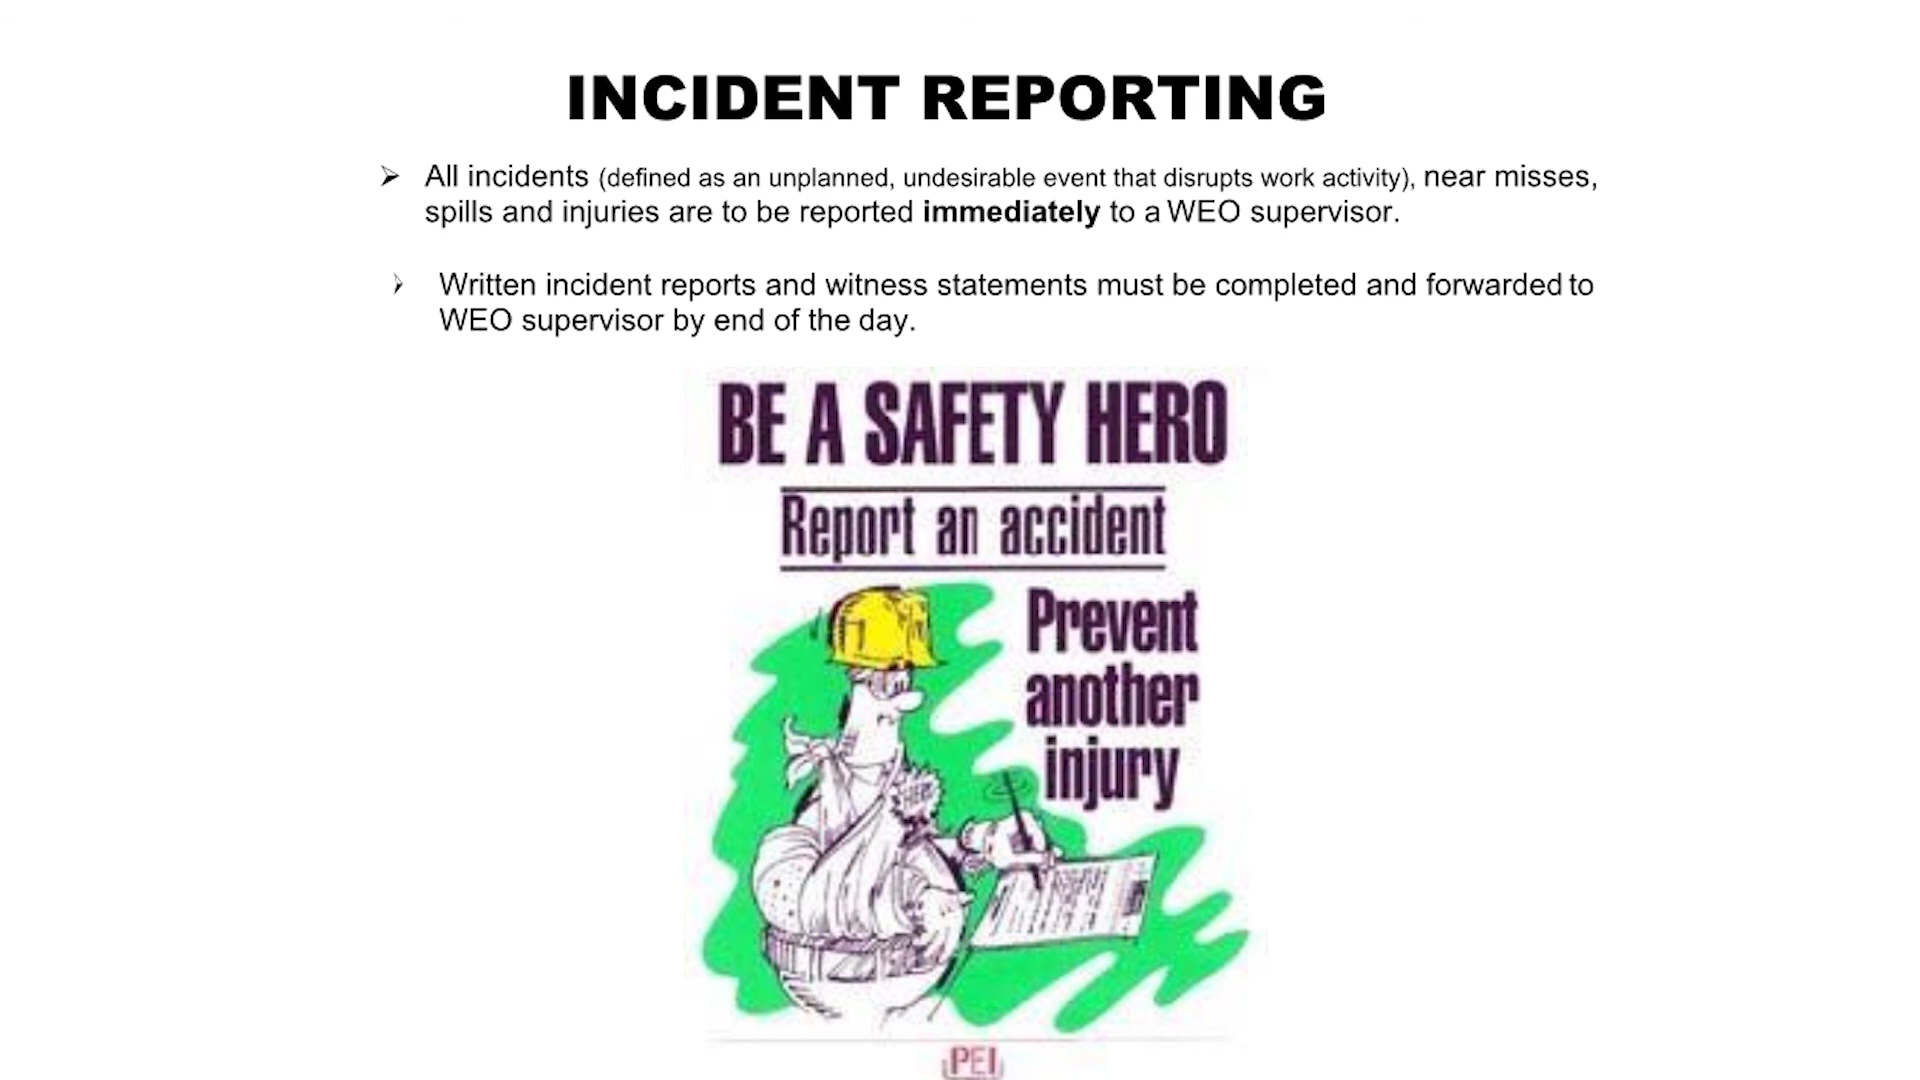 INCIDENT REPORTING
➢ All incidents (defined as an unplanned, undesirable event that disrupts work activity), near misses,
spills and injuries are to be reported immediately to a WEO supervisor.
➢ Written incident reports and witness statements must be completed and forwarded to
WEO supervisor by end of the day.
BE A SAFETY HERO
Report an accident
Prevent
another
injury
HERO
PEI